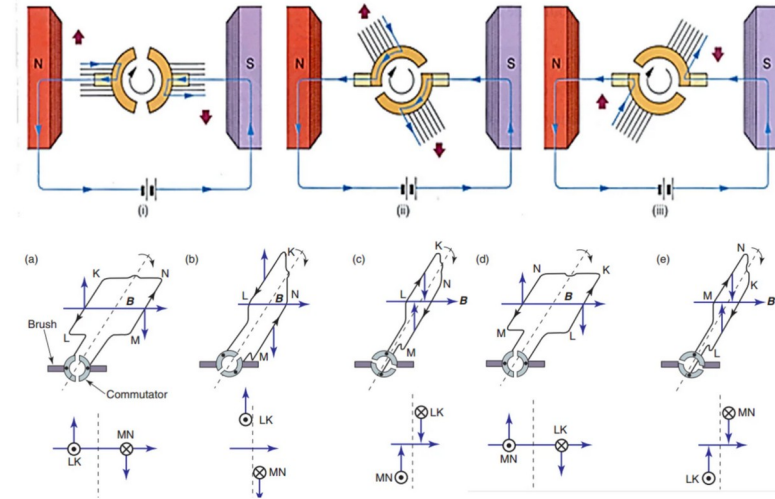 N S N S N S
(i) (ii) (iii)
(a) (b) (c) (d) (e)
K N B L M
Brush
Commutator
K L B N M
K L N B M
N K B M L
N M K B L
LK MN
LK MN
LK MN
MN LK
MN LK